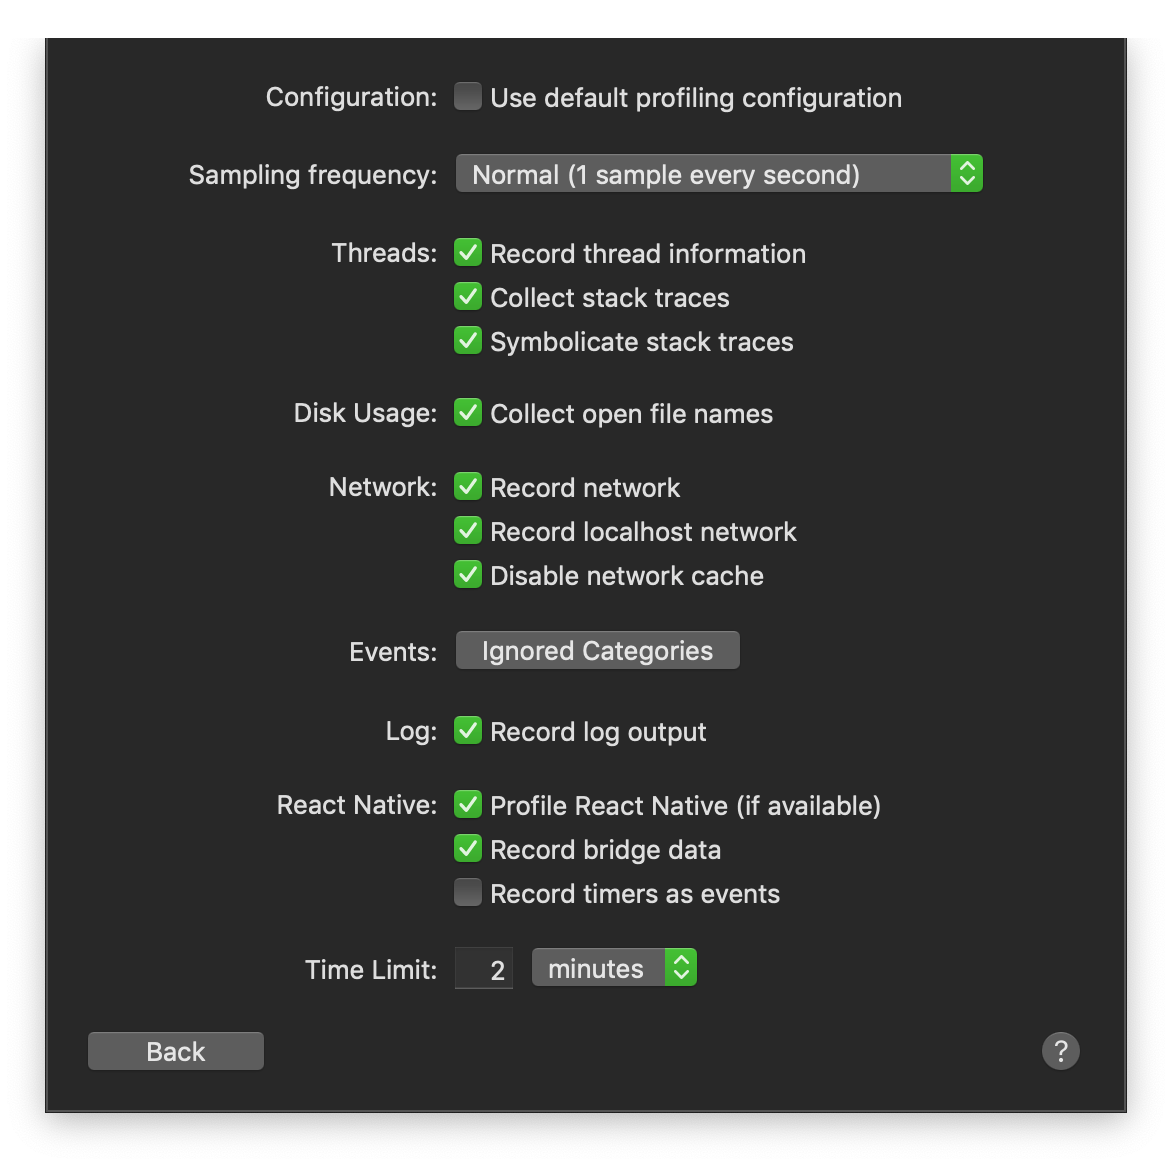 Configuration: Use default profiling configuration
Sampling frequency: Normal (1 sample every second)
Threads: Record thread information
Collect stack traces
Symbolicate stack traces
Disk Usage: Collect open file names
Network: Record network
Record localhost network
Disable network cache
Events: Ignored Categories
Log: Record log output
React Native: Profile React Native (if available)
Record bridge data
Record timers as events
Time Limit: 2 minutes
Back ?